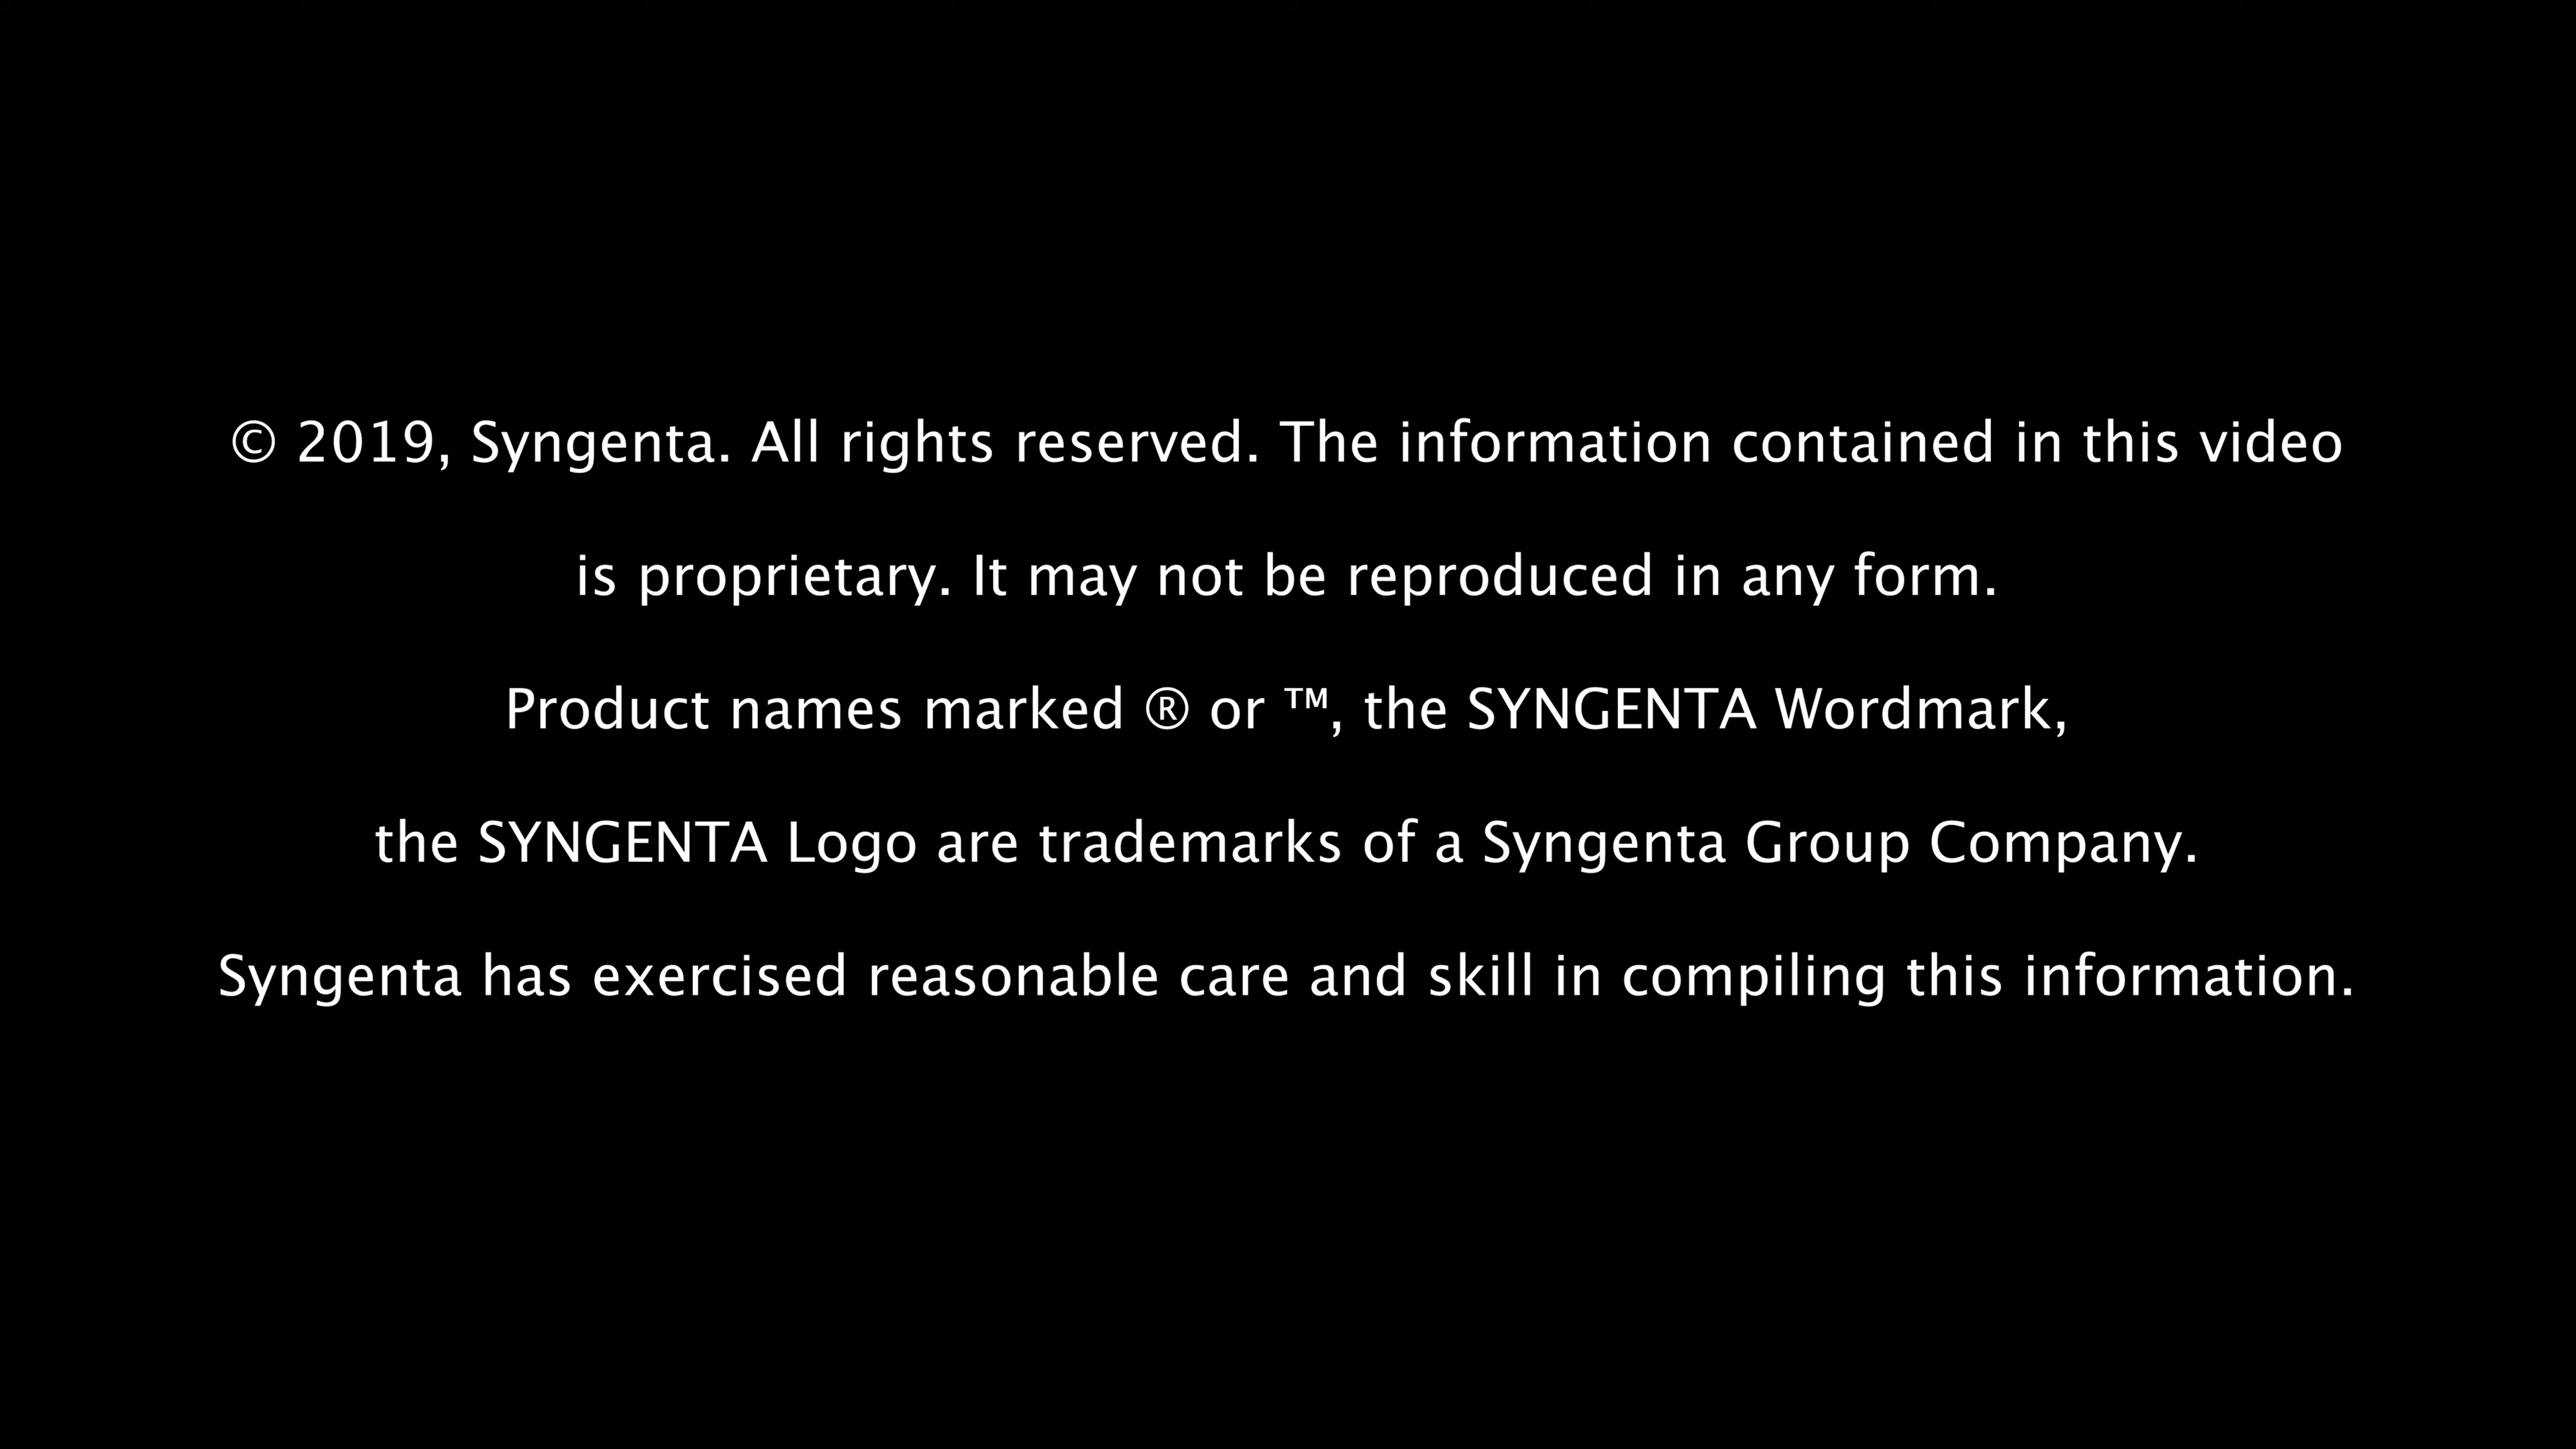 © 2019, Syngenta. All rights reserved. The information contained in this video
is proprietary. It may not be reproduced in any form.
Product names marked ® or ™, the SYNGENTA Wordmark,
the SYNGENTA Logo are trademarks of a Syngenta Group Company.
Syngenta has exercised reasonable care and skill in compiling this information.